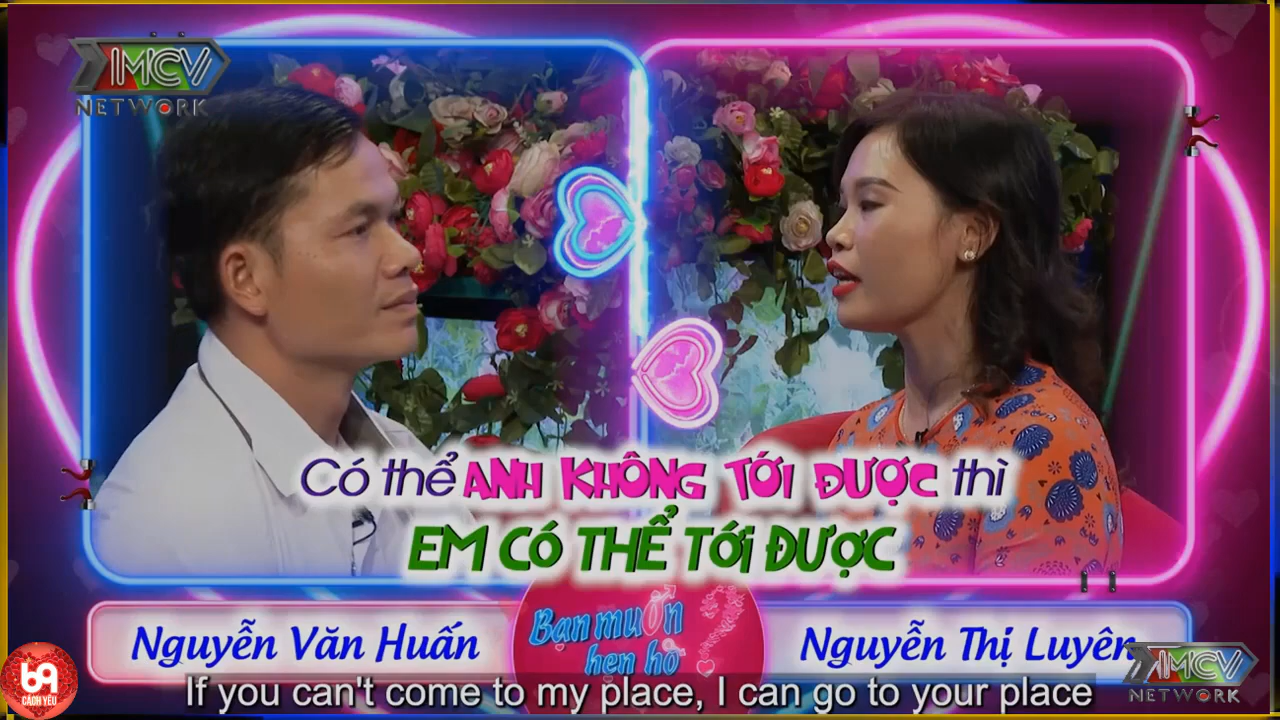 MCV
NETWORK
Có thể ANH KHÔNG TỚI ĐƯỢC thì
EM CÓ THỂ TỚI ĐƯỢC
Nguyễn Văn Huấn
Bạn muốn
hẹn hò
?
Nguyễn Thị Luyên
MCV
NETWORK
CÁCH YÊU
If you can't come to my place, I can go to your place